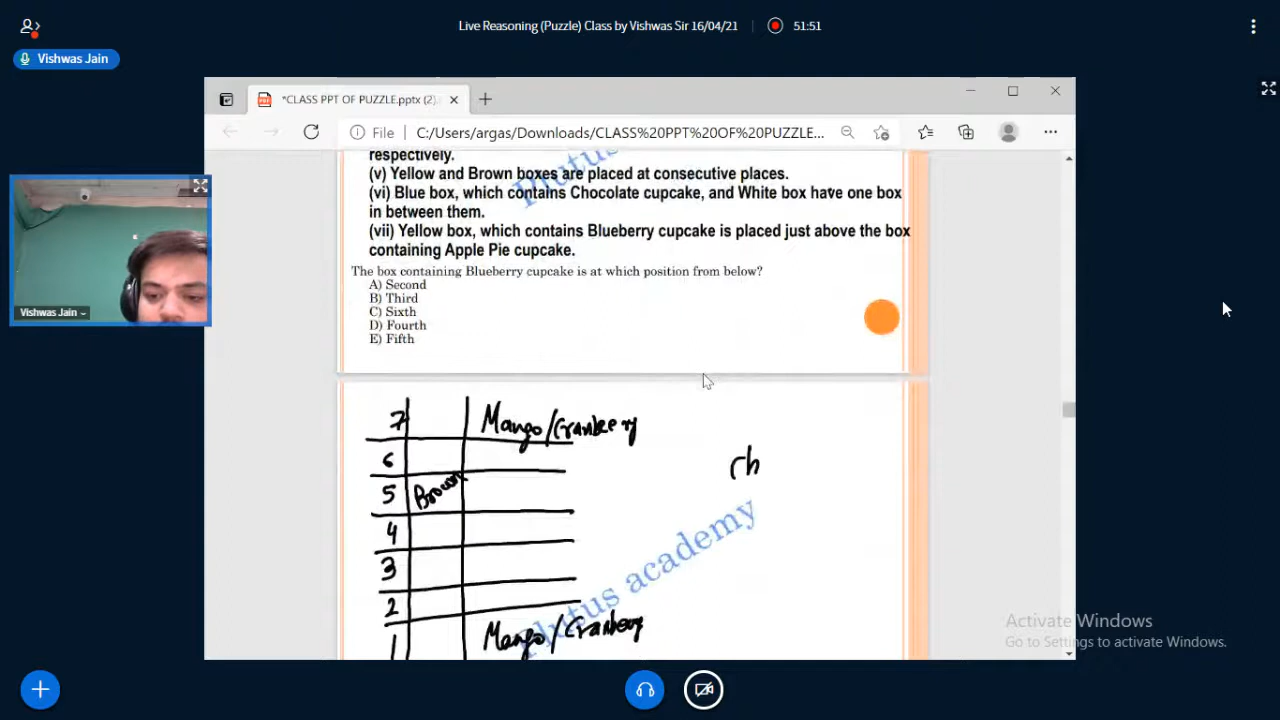 Live Reasoning (Puzzle) Class by Vishwas Sir 16/04/21
51:51
Vishwas Jain
*CLASS PPT OF PUZZLE.pptx (2).
File
C:/Users/argas/Downloads/CLASS%20PPT%20OF%20PUZZLE...
respectively.
(v) Yellow and Brown boxes are placed at consecutive places.
(vi) Blue box, which contains Chocolate cupcake, and White box have one box
in between them.
(vii) Yellow box, which contains Blueberry cupcake is placed just above the box
containing Apple Pie cupcake.
The box containing Blueberry cupcake is at which position from below?
A) Second
B) Third
C) Sixth
D) Fourth
E) Fifth
Vishwas Jain
7 Mango/Cranbery
6
5 Brown
4
3
2
1 Mango/Cranbery
Ch
Plutus academy
Activate Windows
Go to Settings to activate Windows.